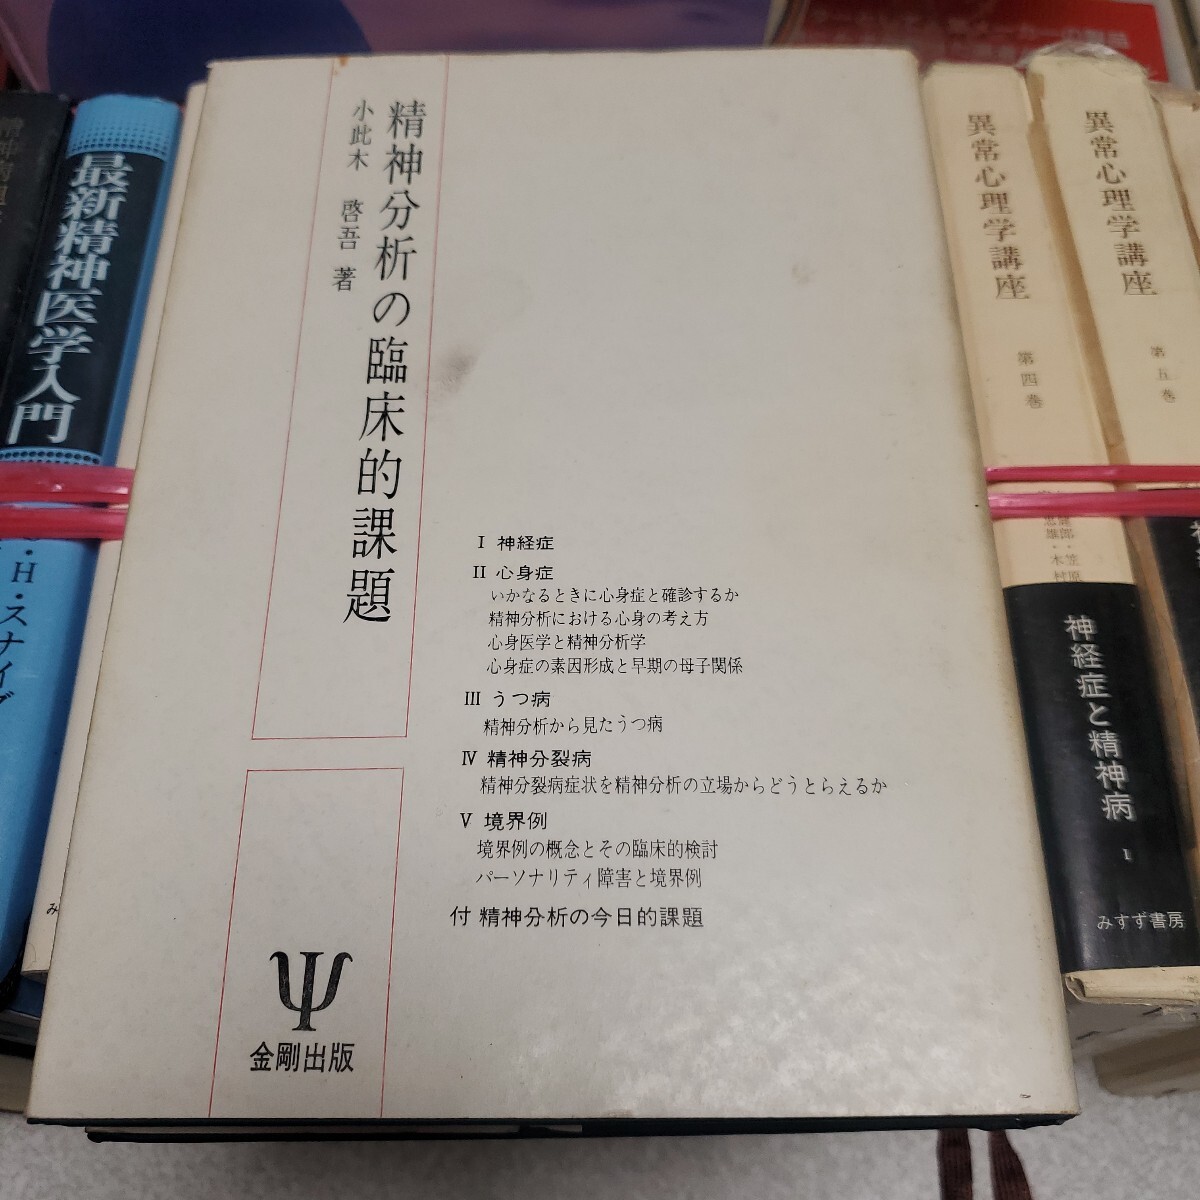 精神分析の臨床的課題
小此木 啓吾 著
I 神経症
II 心身症
いかなるときに心身症と確診するか
精神分析における心身の考え方
心身医学と精神分析学
心身症の素因形成と早期の母子関係
III うつ病
精神分析から見たうつ病
IV 精神分裂病
精神分裂病症状を精神分析の立場からどうとらえるか
V 境界例
境界例の概念とその臨床的検討
パーソナリティ障害と境界例
付 精神分析の今日的課題
Ψ
金剛出版
最新精神医学入門
・H・スナイダ
み
異常心理学講座
第四巻
神経症と精神病
I
みすず書房
異常心理学講座
第五巻